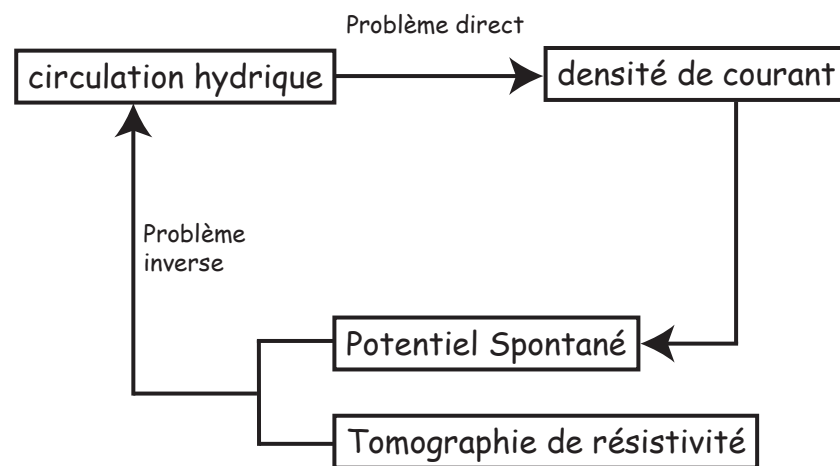 Problème direct
circulation hydrique
densité de courant
Problème
inverse
Potentiel Spontané
Tomographie de résistivité